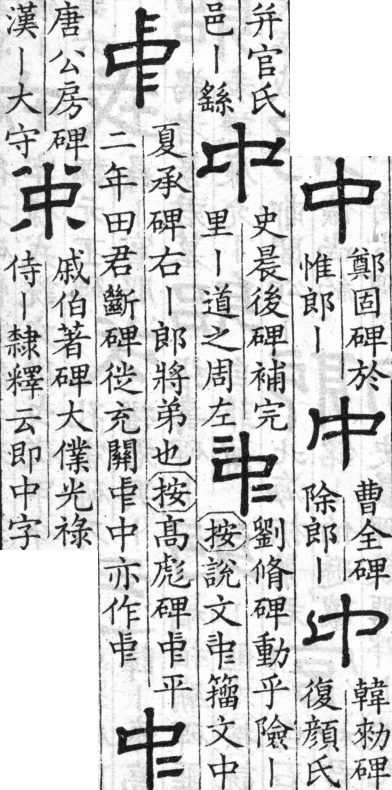 中
鄭固碑於
惟郎丨
中
曹全碑
除郎丨
中
韓勑碑
復顏氏
并官氏
邑丨繇
中
史晨後碑補完
里丨道之周左
𠁧
劉脩碑動乎險丨
按說文𠁩籀文中
𠁧
夏承碑右丨郎將弟也按高彪碑𠁧平
二年田君斷碑從充關𠁧中亦作𠁧
𠁧
唐公房碑
漢丨大守
戚伯著碑大僕光祿
侍丨隸釋云即中字